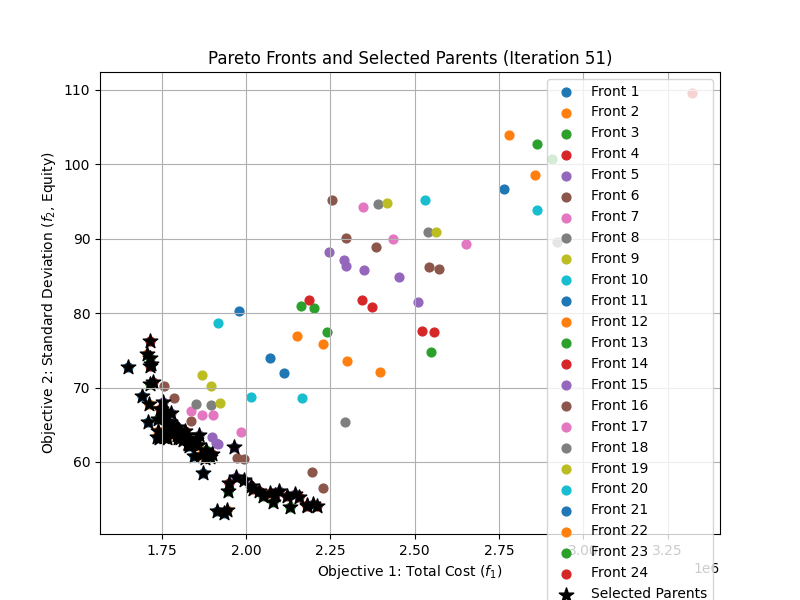 Pareto Fronts and Selected Parents (Iteration 51)
Objective 2: Standard Deviation (f₂, Equity)
110
100
90
80
70
60
1.75
2.00
2.25
2.50
2.75
3.00
3.25
1e6
Objective 1: Total Cost (f₁)
Front 1
Front 2
Front 3
Front 4
Front 5
Front 6
Front 7
Front 8
Front 9
Front 10
Front 11
Front 12
Front 13
Front 14
Front 15
Front 16
Front 17
Front 18
Front 19
Front 20
Front 21
Front 22
Front 23
Front 24
Selected Parents